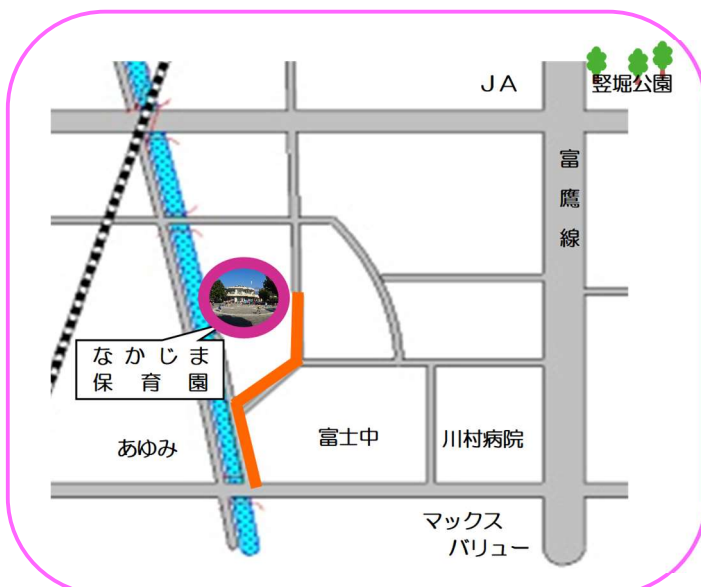 JA
竪堀公園
富鷹線
なかじま
保育園
あゆみ
富士中
川村病院
マックス
バリュー